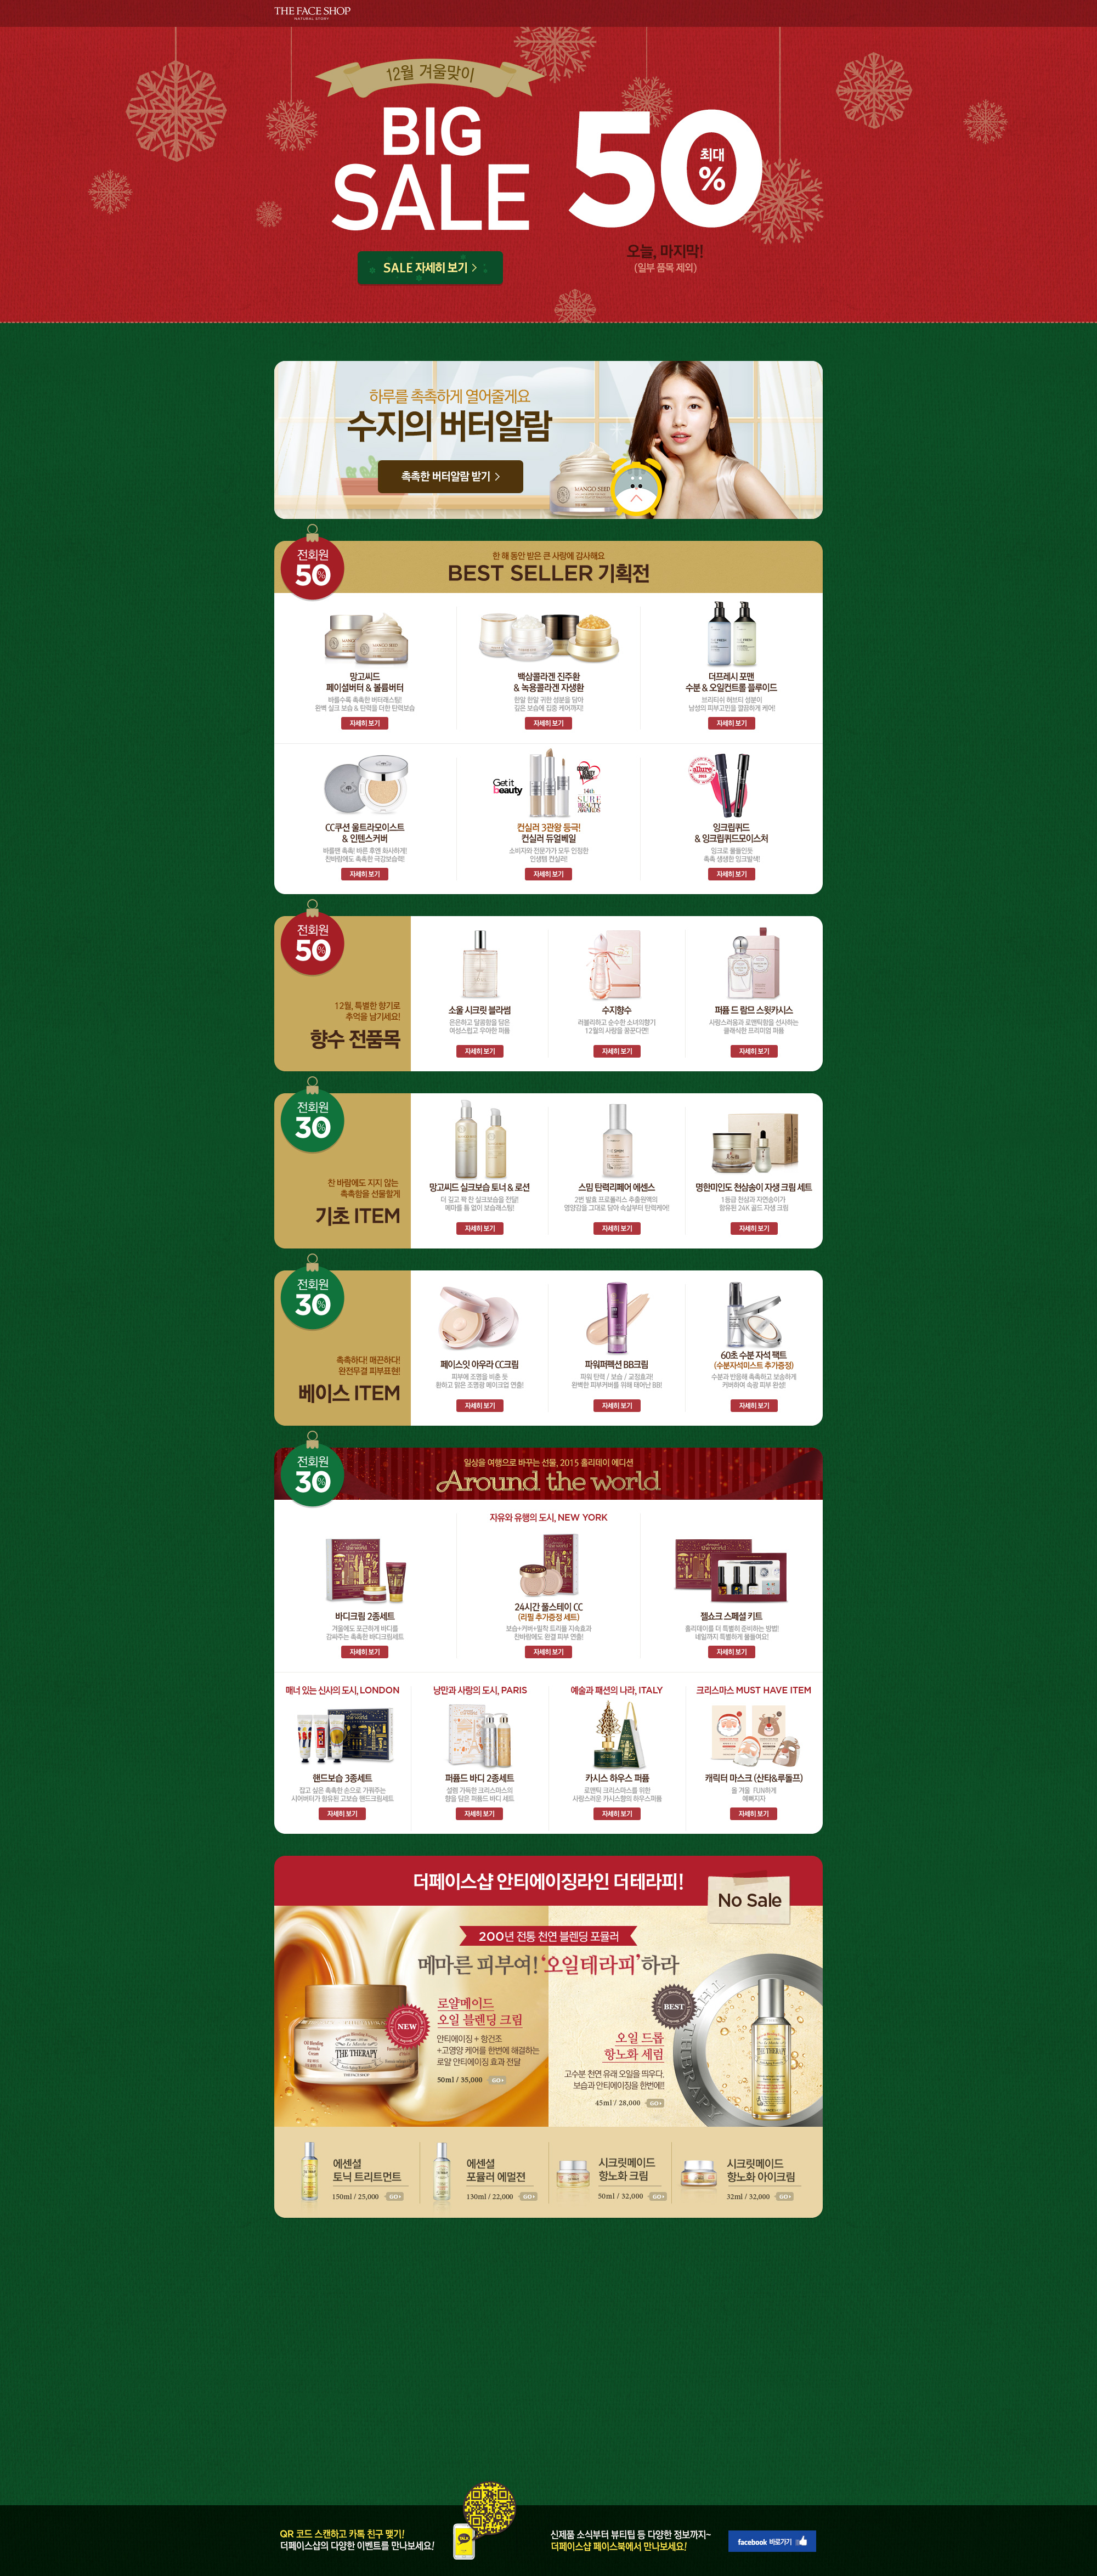 THE FACE SHOP
NATURAL STORY
12월 겨울맞이
BIG
SALE
50
최대
%
SALE 자세히 보기 >
오늘, 마지막!
(일부 품목 제외)
하루를 촉촉하게 열어줄게요
수지의 버터알람
촉촉한 버터알람 받기 >
MANGO SEED
전회원
50%
한 해 동안 받은 큰 사랑에 감사해요
BEST SELLER 기획전
망고씨드
페이셜버터 & 볼륨버터
바를수록 촉촉한 버터래스팅!
완벽 실크 보습 & 탄력을 더한 탄력보습
자세히 보기
백삼콜라겐 진주환
& 녹용콜라겐 자생환
한알 한알 귀한 성분을 담아
깊은 보습에 집중 케어까지!
자세히 보기
더프레시 포맨
수분 & 오일컨트롤 플루이드
브리티쉬 허브티 성분이
남성의 피부고민을 깔끔하게 케어!
자세히 보기
CC쿠션 울트라모이스트
& 인텐스커버
바를땐 촉촉! 바른 후엔 화사하게!
찬바람에도 촉촉한 극강보습력!
자세히 보기
Get it
beauty
14th
SURE
BEAUTY
AWARDS
컨실러 3관왕 등극!
컨실러 듀얼베일
소비자와 전문가가 모두 인정한
인생템 컨실러!
자세히 보기
allure
2015
잉크립퀴드
& 잉크립퀴드모이스처
잉크로 물들인듯
촉촉 생생한 잉크발색!
자세히 보기
전회원
50%
12월, 특별한 향기로
추억을 남기세요!
향수 전품목
소울 시크릿 블라썸
은은하고 달콤함을 담은
여성스럽고 우아한 퍼퓸
자세히 보기
수지향수
러블리하고 순수한 소녀의향기
12월의 사랑을 꿈꾼다면!
자세히 보기
퍼퓸 드 람므 스윗카시스
사랑스러움과 로맨틱함을 선사하는
클래식한 프리미엄 퍼퓸
자세히 보기
전회원
30%
찬 바람에도 지지 않는
촉촉함을 선물할게
기초 ITEM
망고씨드 실크보습 토너 & 로션
더 깊고 꽉 찬 실크보습을 전달!
메마를 틈 없이 보습래스팅!
자세히 보기
스밈 탄력리페어 에센스
2번 발효 프로폴리스 추출원액의
영양감을 그대로 담아 속살부터 탄력케어!
자세히 보기
명한미인도 천삼송이 자생 크림 세트
1등급 천삼과 자연송이가
함유된 24K 골드 자생 크림
자세히 보기
전회원
30%
촉촉하다! 매끈하다!
완전무결 피부표현!
베이스 ITEM
페이스잇 아우라 CC크림
피부에 조명을 비춘 듯
환하고 맑은 조명광 메이크업 연출!
자세히 보기
파워퍼펙션 BB크림
파워 탄력 / 보습 / 교정효과!
완벽한 피부커버를 위해 태어난 BB!
자세히 보기
60초 수분 자석 팩트
(수분자석미스트 추가증정)
수분과 반응해 촉촉하고 보송하게
커버하여 속광 피부 완성!
자세히 보기
전회원
30%
일상을 여행으로 바꾸는 선물, 2015 홀리데이 에디션
Around the world
바디크림 2종세트
겨울에도 포근하게 바디를
감싸주는 촉촉한 바디크림세트
자세히 보기
자유와 유행의 도시, NEW YORK
24시간 풀스테이 CC
(리필 추가증정 세트)
보습+커버+밀착 트리플 지속효과
찬바람에도 완결 피부 연출!
자세히 보기
젤쇼크 스페셜 키트
홀리데이를 더 특별히 준비하는 방법!
네일까지 특별하게 물들여요!
자세히 보기
매너 있는 신사의 도시, LONDON
핸드보습 3종세트
잡고 싶은 촉촉한 손으로 가꿔주는
시어버터가 함유된 고보습 핸드크림세트
자세히 보기
낭만과 사랑의 도시, PARIS
퍼퓸드 바디 2종세트
설렘 가득한 크리스마스의
향을 담은 퍼퓸드 바디 세트
자세히 보기
예술과 패션의 나라, ITALY
카시스 하우스 퍼퓸
로맨틱 크리스마스를 위한
사랑스러운 카시스향의 하우스퍼퓸
자세히 보기
크리스마스 MUST HAVE ITEM
캐릭터 마스크 (산타&루돌프)
올 겨울 FUN하게
예뻐지자
자세히 보기
더페이스샵 안티에이징라인 더테라피!
No Sale
200년 전통 천연 블렌딩 포뮬러
메마른 피부여! ‘오일테라피’하라
NEW
로얄메이드
오일 블렌딩 크림
안티에이징 + 항건조
+고영양 케어를 한번에 해결하는
로얄 안티에이징 효과 전달
50ml / 35,000 GO
Oil Blending
Formula
Cream
THE THERAPY
THEFACESHOP
BEST
오일 드롭
항노화 세럼
고수분 천연 유래 오일을 띄우다.
보습과 안티에이징을 한번에!!
45ml / 28,000 GO
THE THERAPY
THE THERAPY
에센셜
토닉 트리트먼트
150ml / 25,000 GO
에센셜
포뮬러 에멀젼
130ml / 22,000 GO
시크릿메이드
항노화 크림
50ml / 32,000 GO
시크릿메이드
항노화 아이크림
32ml / 32,000 GO
QR 코드 스캔하고 카톡 친구 맺기!
더페이스샵의 다양한 이벤트를 만나보세요!
신제품 소식부터 뷰티팁 등 다양한 정보까지~
더페이스샵 페이스북에서 만나보세요!
facebook 바로가기